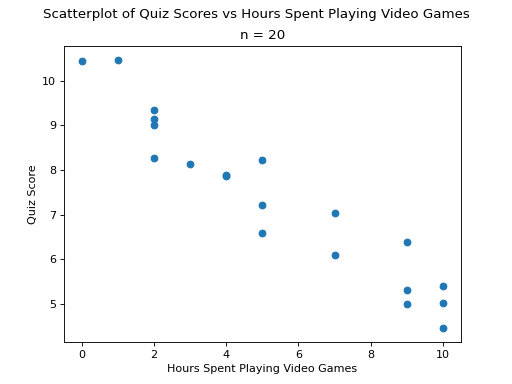 Scatterplot of Quiz Scores vs Hours Spent Playing Video Games
n = 20
10
9
8
7
6
5
Quiz Score
0 2 4 6 8 10
Hours Spent Playing Video Games